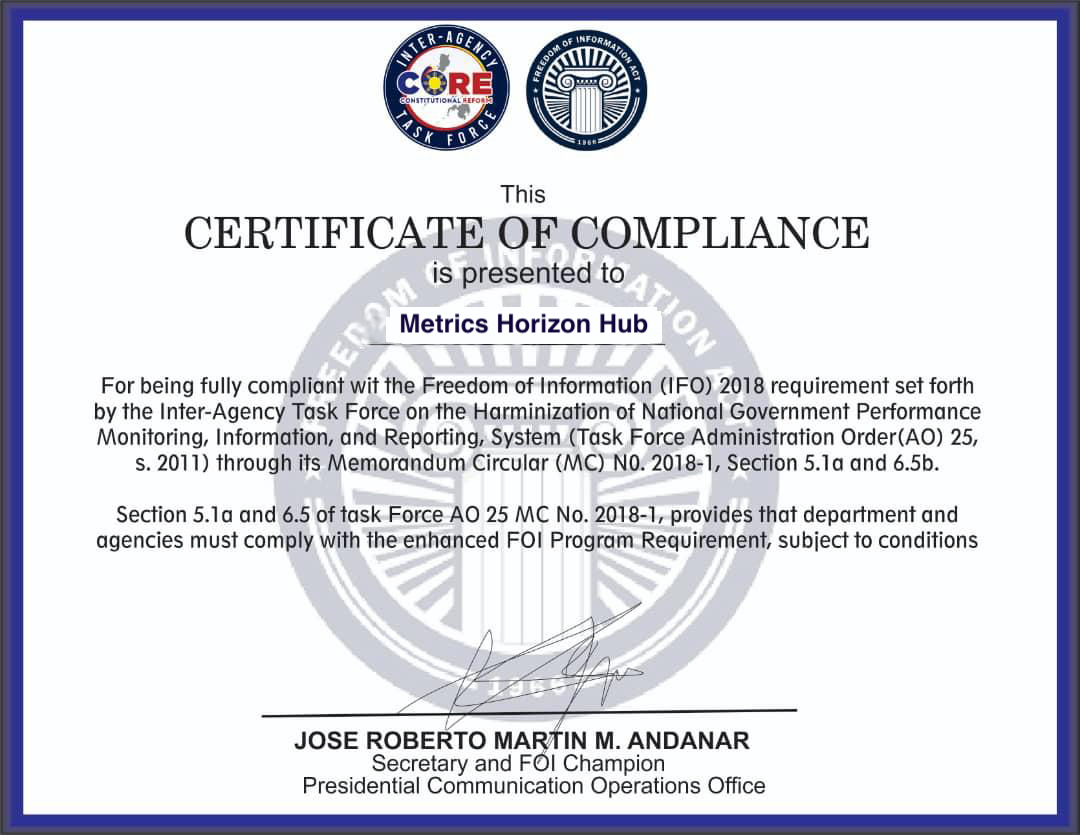 INTER-AGENCY
CORE
CONSTITUTIONAL REFORM
TASK FORCE
FREEDOM OF INFORMATION ACT
1966
This
CERTIFICATE OF COMPLIANCE
is presented to
Metrics Horizon Hub
For being fully compliant wit the Freedom of Information (IFO) 2018 requirement set forth
by the Inter-Agency Task Force on the Harminization of National Government Performance
Monitoring, Information, and Reporting, System (Task Force Administration Order(AO) 25,
s. 2011) through its Memorandum Circular (MC) N0. 2018-1, Section 5.1a and 6.5b.
Section 5.1a and 6.5 of task Force AO 25 MC No. 2018-1, provides that department and
agencies must comply with the enhanced FOI Program Requirement, subject to conditions
FREEDOM OF INFORMATION ACT
1966
JOSE ROBERTO MARTIN M. ANDANAR
Secretary and FOI Champion
Presidential Communication Operations Office